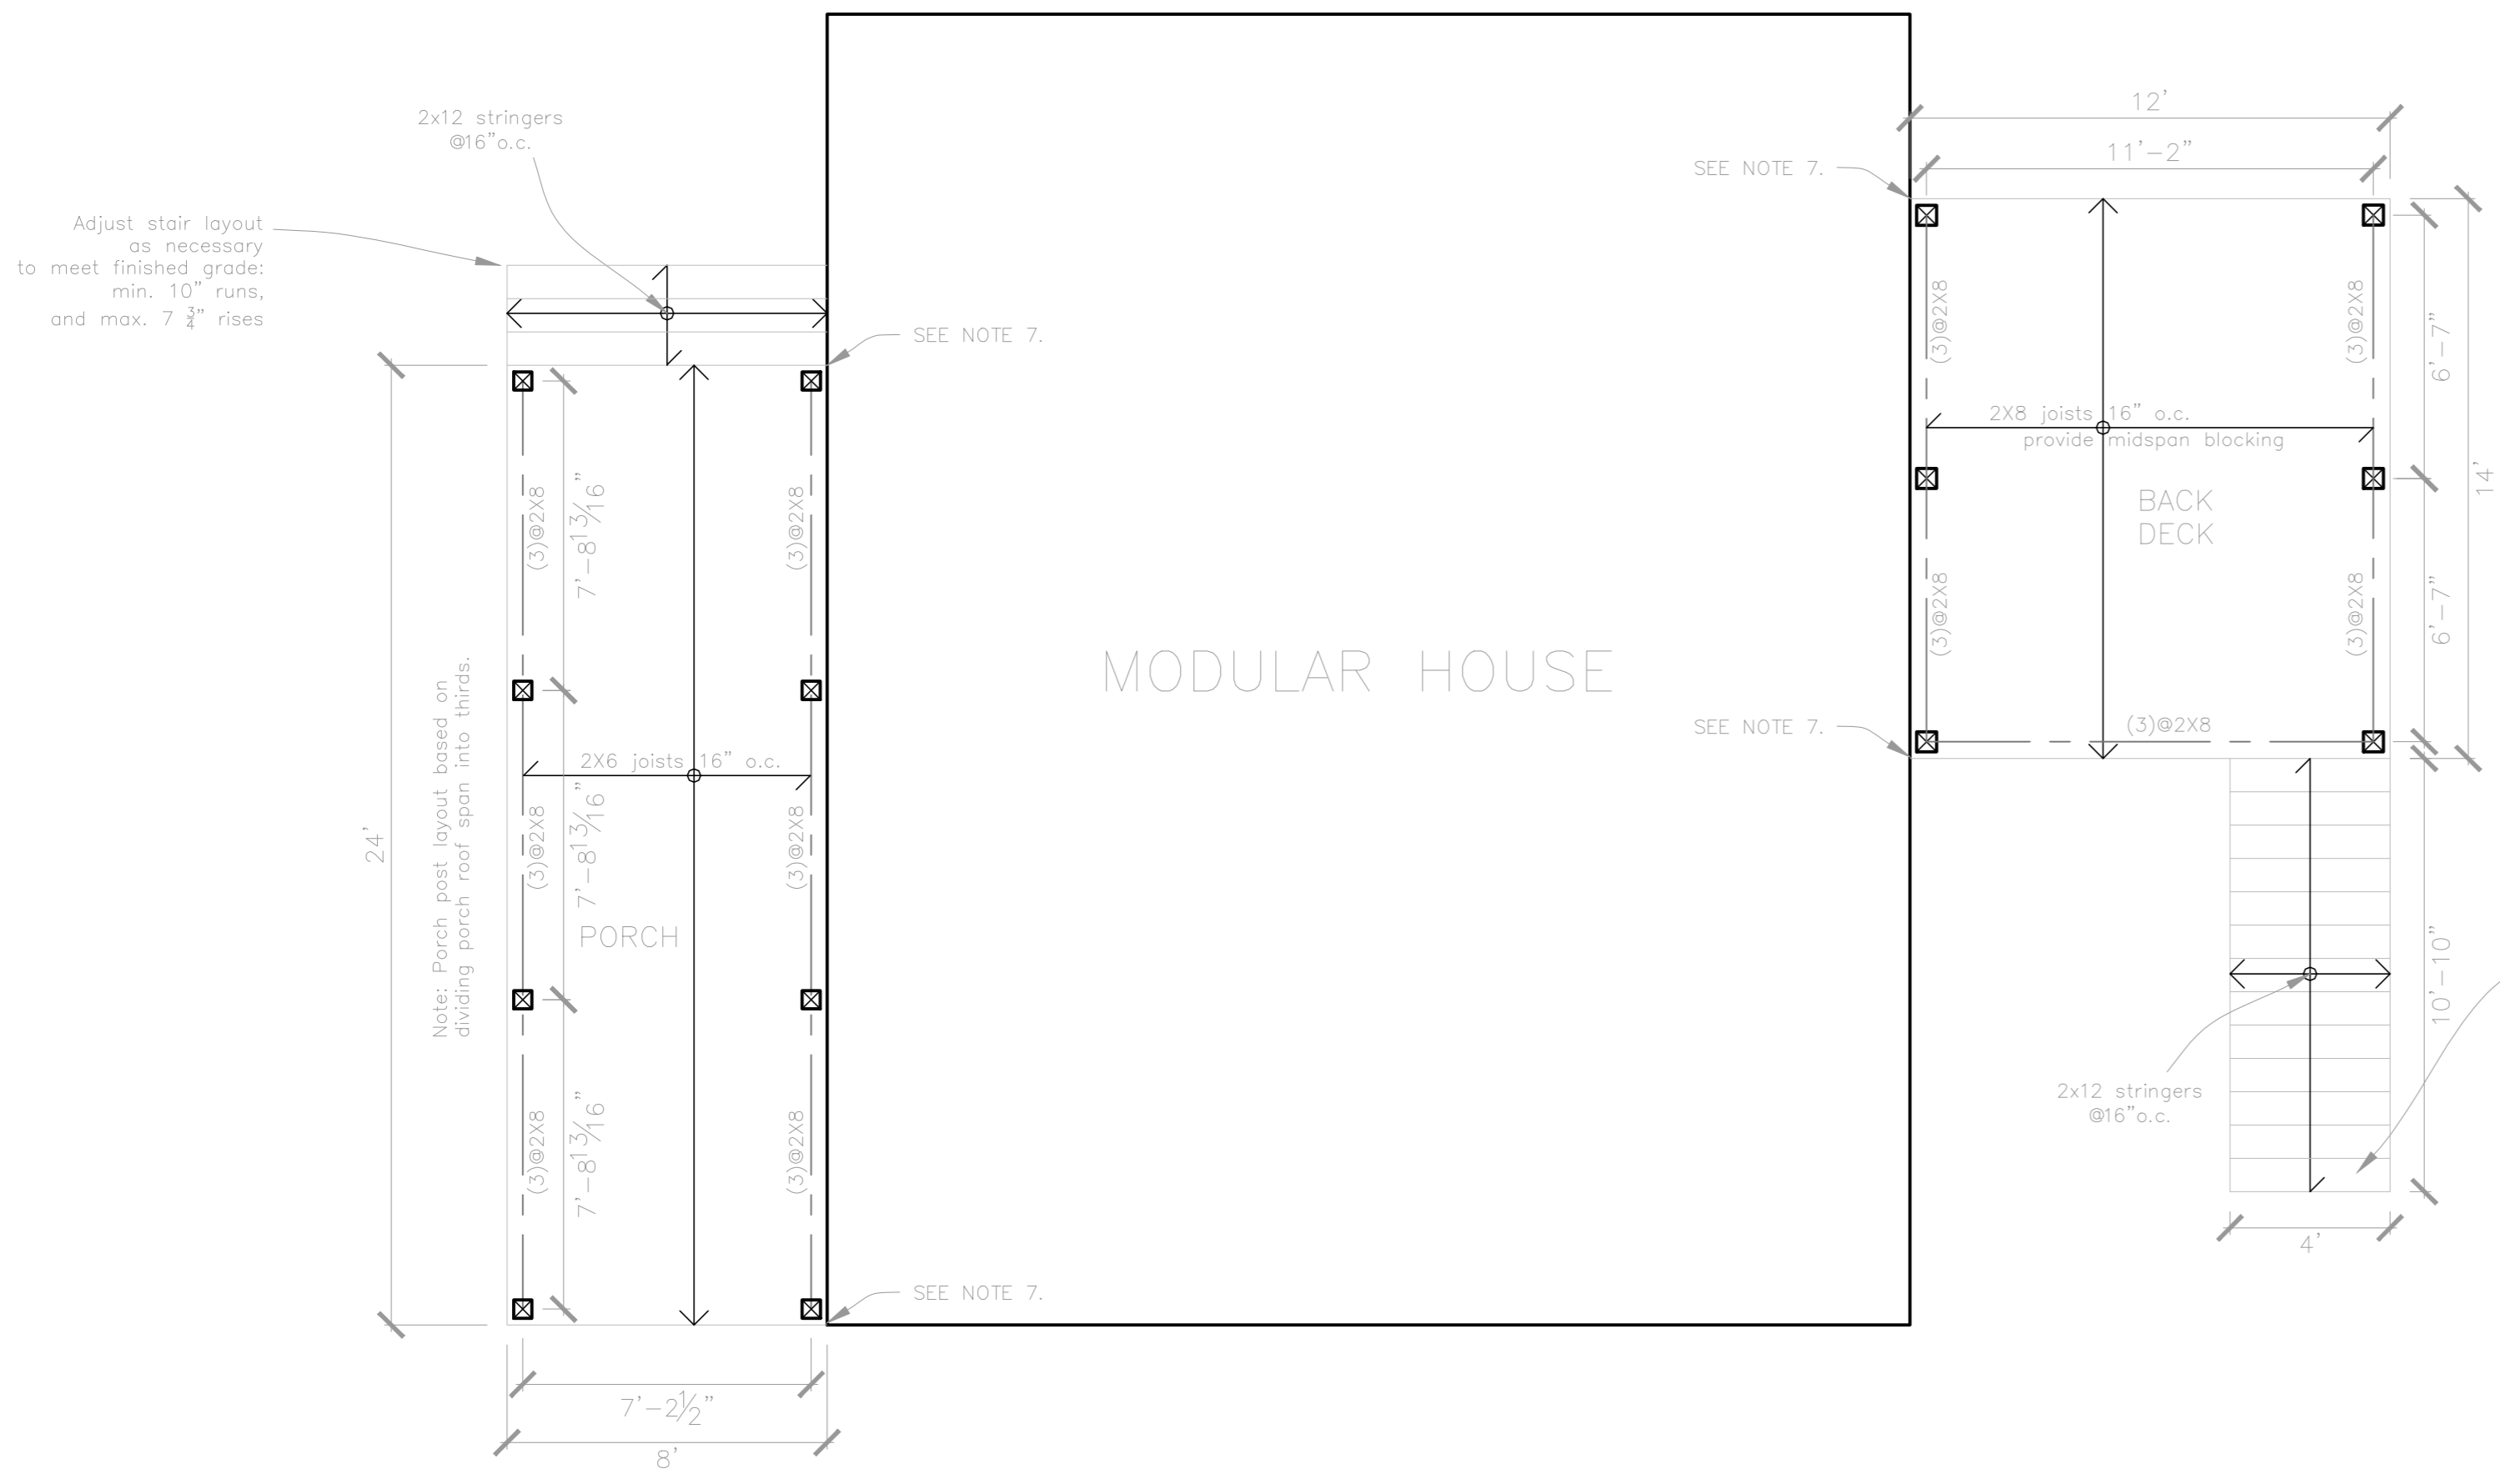 2x12 stringers
@16"o.c.
Adjust stair layout
as necessary
to meet finished grade:
min. 10" runs,
and max. 7 3/4" rises
SEE NOTE 7.
24'
Note: Porch post layout based on
dividing porch roof span into thirds.
(3)@2X8
7'-8 13/16"
(3)@2X8
2X6 joists 16" o.c.
(3)@2X8
7'-8 13/16"
(3)@2X8
PORCH
(3)@2X8
7'-8 13/16"
(3)@2X8
SEE NOTE 7.
7'-2 1/2"
8'
MODULAR HOUSE
12'
11'-2"
SEE NOTE 7.
(3)@2X8
(3)@2X8
6'-7"
2X8 joists 16" o.c.
provide midspan blocking
14'
BACK
DECK
(3)@2X8
(3)@2X8
6'-7"
SEE NOTE 7.
(3)@2X8
10'-10"
2x12 stringers
@16"o.c.
4'